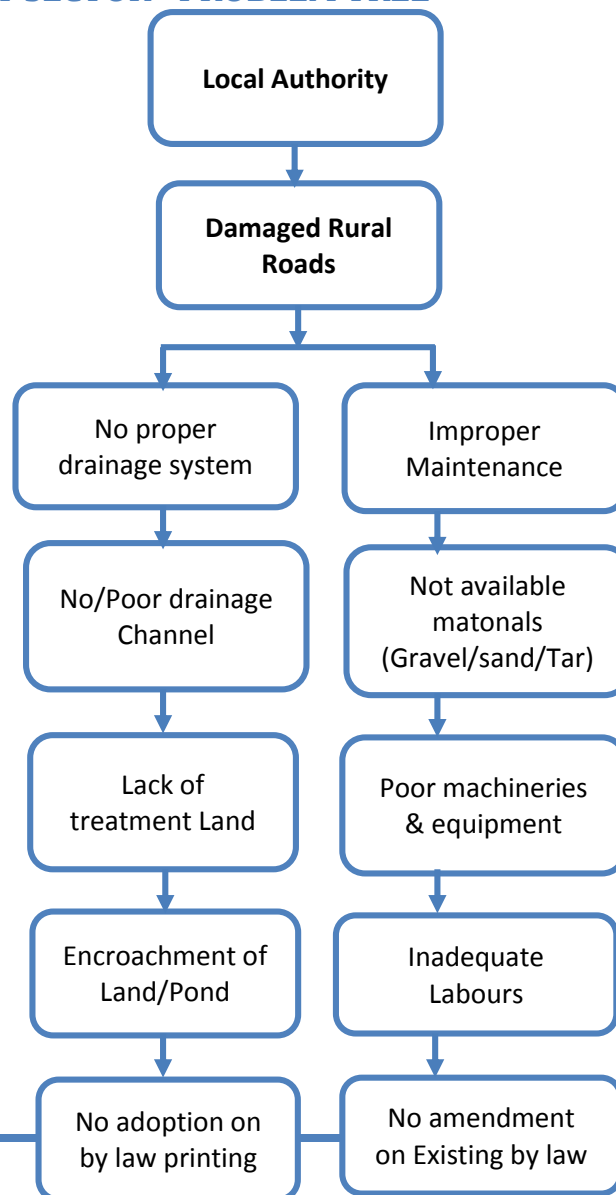 Local Authority
Damaged Rural
Roads
No proper
drainage system
Improper
Maintenance
No/Poor drainage
Channel
Not available
matonals
(Gravel/sand/Tar)
Lack of
treatment Land
Poor machineries
& equipment
Encroachment of
Land/Pond
Inadequate
Labours
No adoption on
by law printing
No amendment
on Existing by law